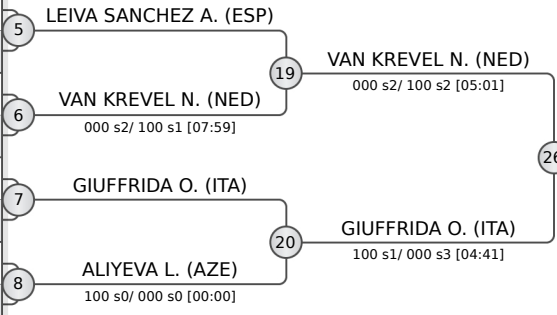 5
LEIVA SANCHEZ A. (ESP)
19
VAN KREVEL N. (NED)
000 s2/ 100 s2 [05:01]
6
VAN KREVEL N. (NED)
000 s2/ 100 s1 [07:59]
26
7
GIUFFRIDA O. (ITA)
20
GIUFFRIDA O. (ITA)
100 s1/ 000 s3 [04:41]
8
ALIYEVA L. (AZE)
100 s0/ 000 s0 [00:00]